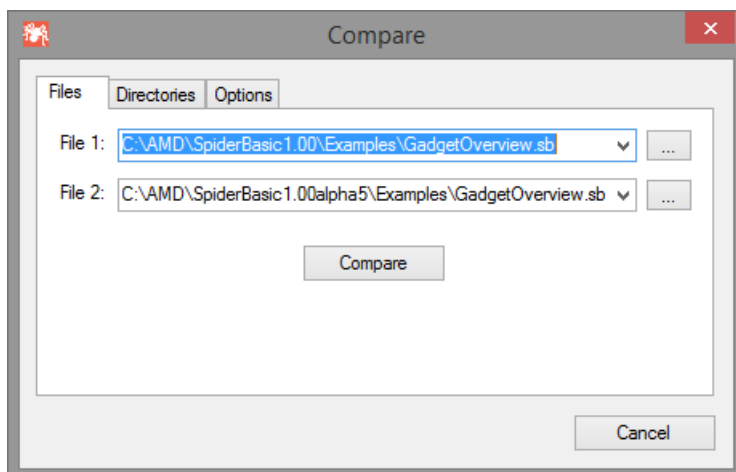 Compare
Files Directories Options
File 1: C:\AMD\SpiderBasic1.00\Examples\GadgetOverview.sb ...
File 2: C:\AMD\SpiderBasic1.00alpha5\Examples\GadgetOverview.sb ...
Compare
Cancel